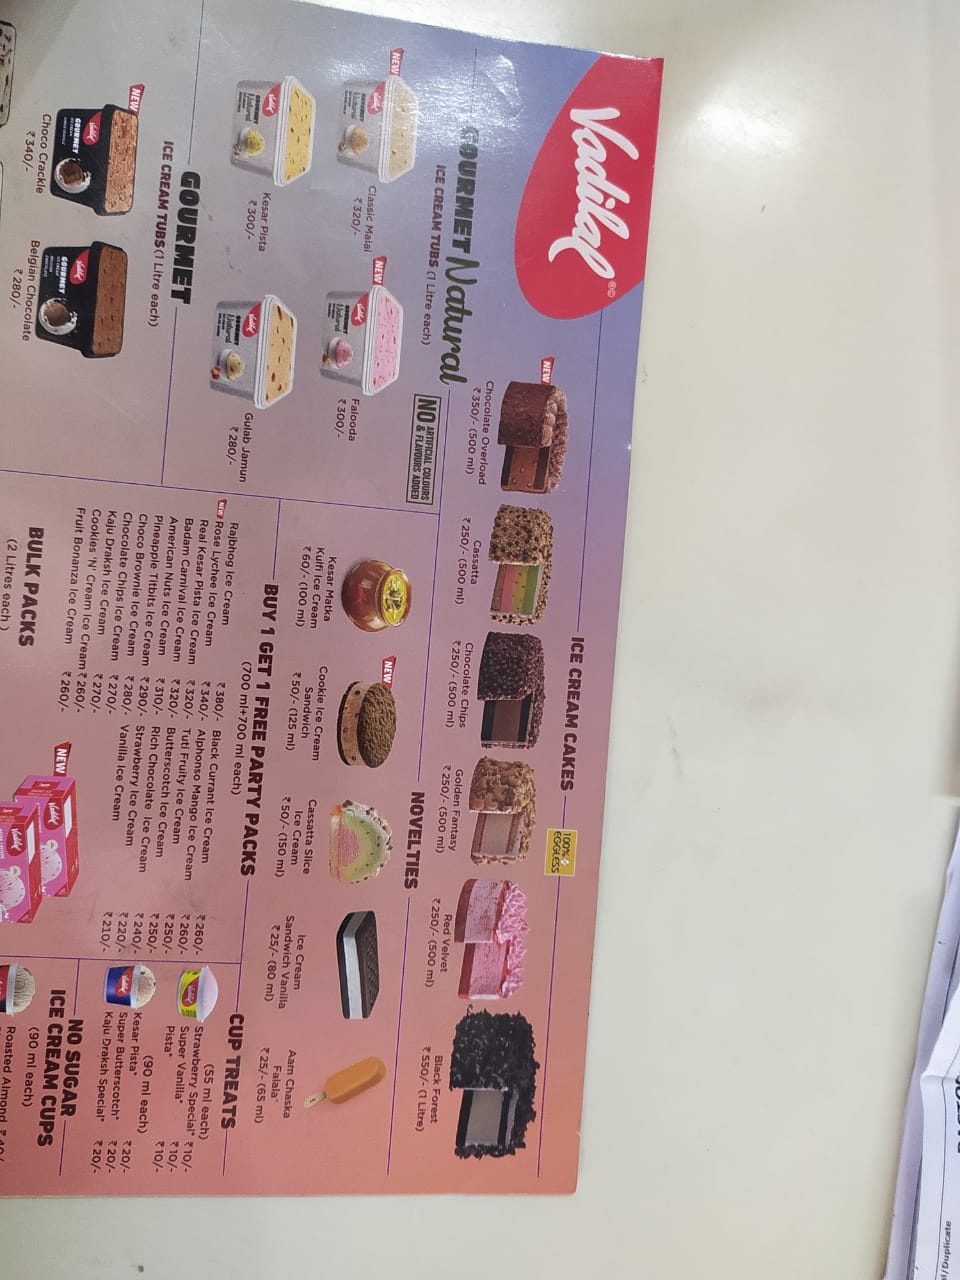 Vadilal
GOURMET Natural
ICE CREAM TUBS (1 Litre each)
NEW
Classic Malai
₹320/-
Kesar Pista
₹300/-
NEW
Falooda
₹300/-
Gulab Jamun
₹280/-
NO ARTIFICIAL COLOURS
& FLAVOURS ADDED
GOURMET
ICE CREAM TUBS (1 Litre each)
NEW
Choco Crackle
₹340/-
Belgian Chocolate
₹280/-
ICE CREAM CAKES
100% EGGLESS
NEW
Chocolate Overload
₹350/- (500 ml)
Cassatta
₹250/- (500 ml)
Chocolate Chips
₹250/- (500 ml)
Golden Fantasy
₹250/- (500 ml)
Red Velvet
₹250/- (500 ml)
Black Forest
₹550/- (1 Litre)
NOVELTIES
Kesar Matka
Kulfi Ice Cream
₹60/- (100 ml)
NEW
Cookie Ice Cream
Sandwich
₹50/- (125 ml)
Cassatta Slice
Ice Cream
₹50/- (150 ml)
Ice Cream
Sandwich Vanilla
₹25/- (80 ml)
Aam Chaska
Falala*
₹25/- (65 ml)
BUY 1 GET 1 FREE PARTY PACKS
(700 ml+700 ml each)
Rajbhog Ice Cream ₹380/-
NEW Rose Lychee Ice Cream ₹340/-
Real Kesar Pista Ice Cream ₹320/-
Badam Carnival Ice Cream ₹320/-
American Nuts Ice Cream ₹310/-
Pineapple Titbits Ice Cream ₹290/-
Choco Brownie Ice Cream ₹280/-
Chocolate Chips Ice Cream ₹270/-
Kaju Draksh Ice Cream ₹270/-
Cookies 'N' Cream Ice Cream ₹260/-
Fruit Bonanza Ice Cream ₹260/-
Black Currant Ice Cream ₹260/-
Alphonso Mango Ice Cream ₹260/-
Tuti Fruity Ice Cream ₹250/-
Butterscotch Ice Cream ₹250/-
Rich Chocolate Ice Cream ₹240/-
Strawberry Ice Cream ₹220/-
Vanilla Ice Cream ₹210/-
CUP TREATS
(55 ml each)
Strawberry Special* ₹10/-
Super Vanilla* ₹10/-
Pista* ₹10/-
(90 ml each)
Kesar Pista* ₹20/-
Super Butterscotch* ₹20/-
Kaju Draksh Special* ₹20/-
BULK PACKS
(2 Litres each)
NEW
NO SUGAR
ICE CREAM CUPS
(90 ml each)
Roasted Almond